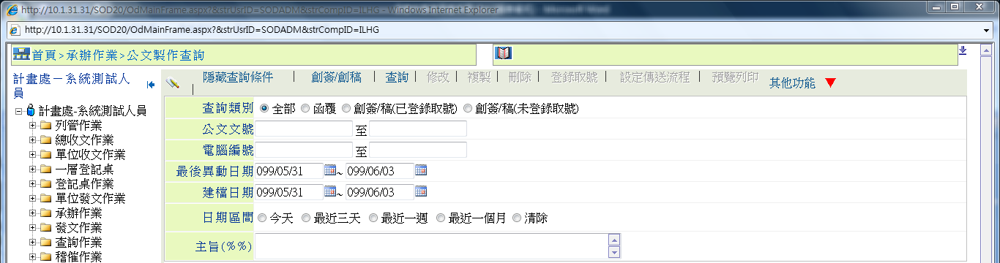 http://10.1.31.31/SOD20/OdMainFrame.aspx?&strUsrID=SODADM&strCompID=ILHG - Windows Internet Explorer
http://10.1.31.31/SOD20/OdMainFrame.aspx?&strUsrID=SODADM&strCompID=ILHG
首頁>承辦作業>公文製作查詢
計畫處－系統測試人
員
計畫處-系統測試人員
列管作業
總收文作業
單位收文作業
一層登記桌
登記桌作業
單位發文作業
承辦作業
發文作業
查詢作業
稽催作業
隱藏查詢條件 | 創簽/創稿 | 查詢 | 修改 | 複製 | 刪除 | 登錄取號 | 設定傳送流程 | 預覽列印 | 其他功能
查詢類別 全部 函覆 創簽/稿(已登錄取號) 創簽/稿(未登錄取號)
公文文號 至
電腦編號 至
最後異動日期 099/05/31 ~ 099/06/03
建檔日期 099/05/31 ~ 099/06/03
日期區間 今天 最近三天 最近一週 最近一個月 清除
主旨(%%)